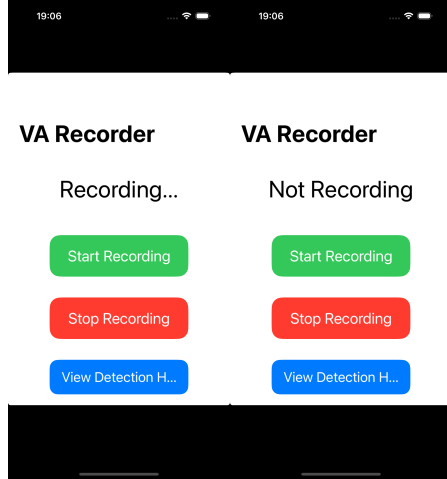 19:06
VA Recorder
Recording...
Start Recording
Stop Recording
View Detection H...
19:06
VA Recorder
Not Recording
Start Recording
Stop Recording
View Detection H...